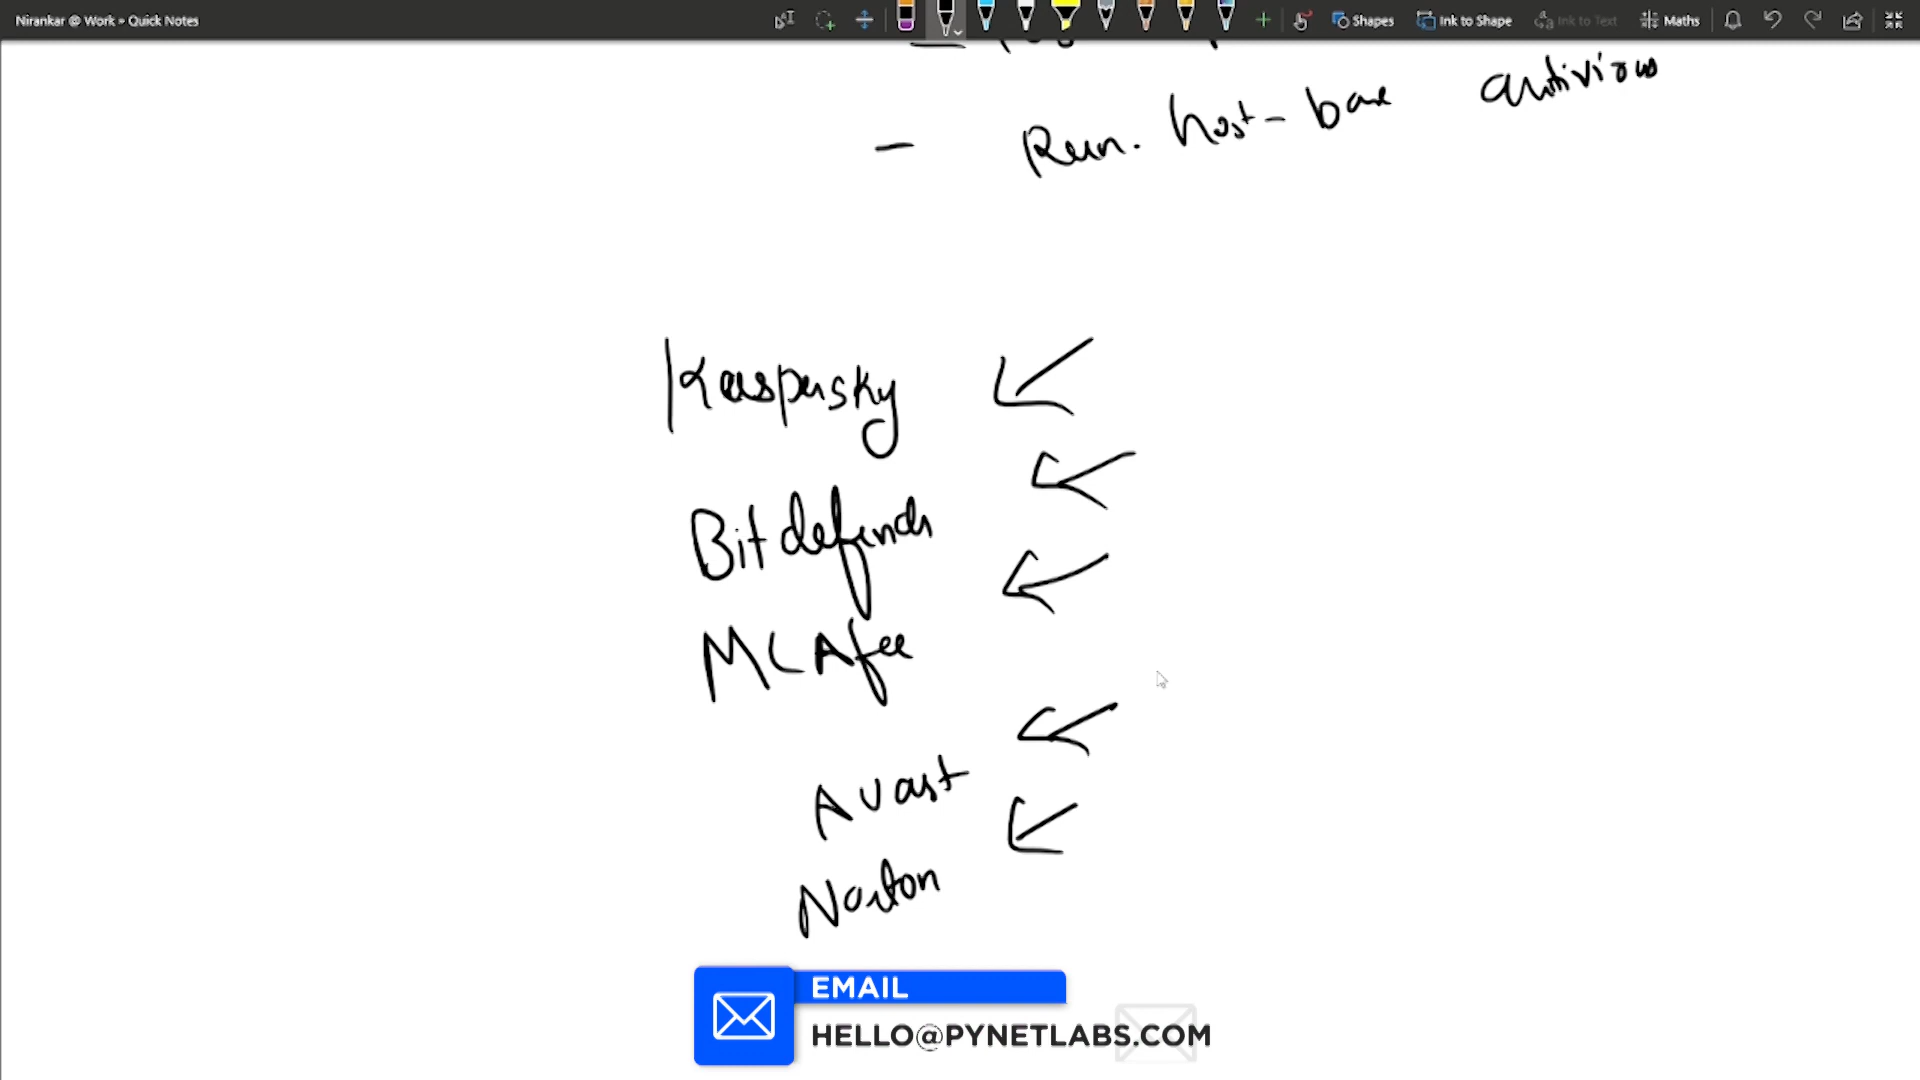 Nirankar @ Work » Quick Notes
Shapes
Ink to Shape
Ink to Text
Maths
- Run. host - base antivirus
Kaspersky
Bitdefender
McAfee
Avast
Norton
EMAIL
HELLO@PYNETLABS.COM